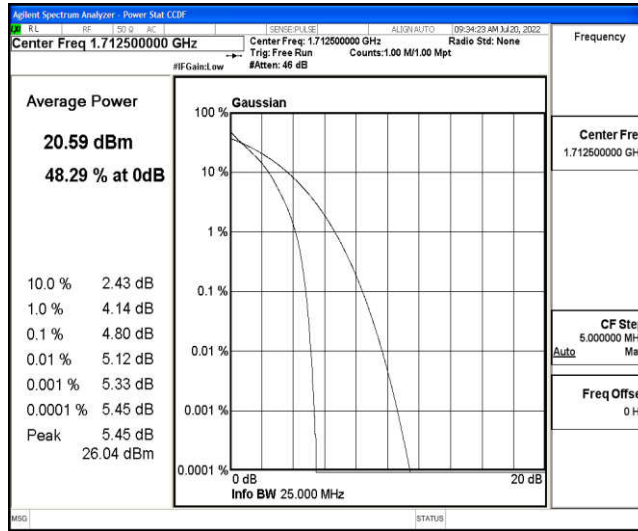 Agilent Spectrum Analyzer - Power Stat CCDF
RL RF 50 Ω AC SENSE:PULSE ALIGN AUTO 09:34:23 AM Jul 20, 2022
Center Freq 1.712500000 GHz
Center Freq: 1.712500000 GHz Radio Std: None
Trig: Free Run Counts:1.00 M/1.00 Mpt
#IFGain:Low #Atten: 46 dB
Frequency
Average Power
20.59 dBm
48.29 % at 0dB
10.0 % 2.43 dB
1.0 % 4.14 dB
0.1 % 4.80 dB
0.01 % 5.12 dB
0.001 % 5.33 dB
0.0001 % 5.45 dB
Peak 5.45 dB
26.04 dBm
Gaussian
100 %
10 %
1 %
0.1 %
0.01 %
0.001 %
0.0001 %
0 dB 20 dB
Info BW 25.000 MHz
Center Fre
1.712500000 GH
CF Ste
5.000000 MH
Auto Ma
Freq Offse
0 H
MSG STATUS